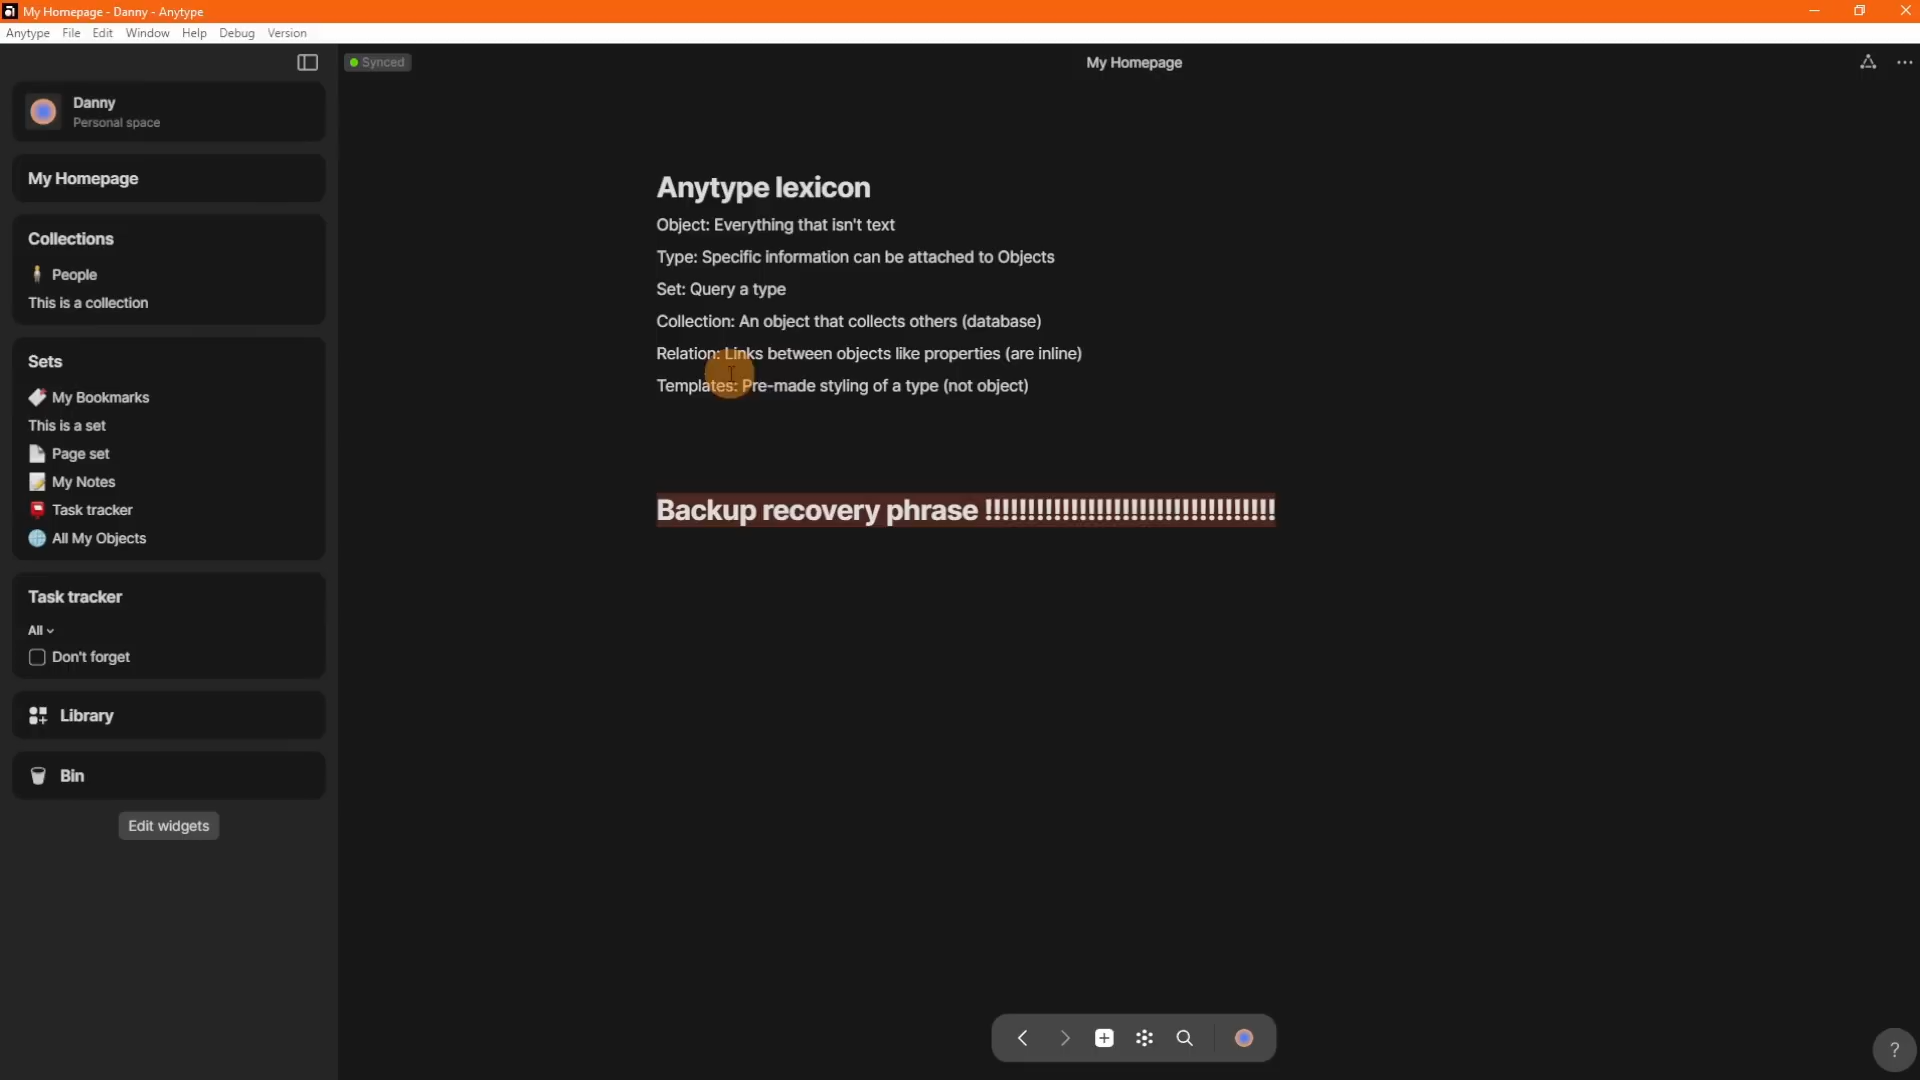 My Homepage - Danny - Anytype
Anytype File Edit Window Help Debug Version
Synced
My Homepage
Danny
Personal space
My Homepage
Collections
People
This is a collection
Sets
My Bookmarks
This is a set
Page set
My Notes
Task tracker
All My Objects
Task tracker
All
Don't forget
Library
Bin
Edit widgets
Anytype lexicon
Object: Everything that isn't text
Type: Specific information can be attached to Objects
Set: Query a type
Collection: An object that collects others (database)
Relation: Links between objects like properties (are inline)
Templates: Pre-made styling of a type (not object)
Backup recovery phrase !!!!!!!!!!!!!!!!!!!!!!!!!!!!!!!!!!
?